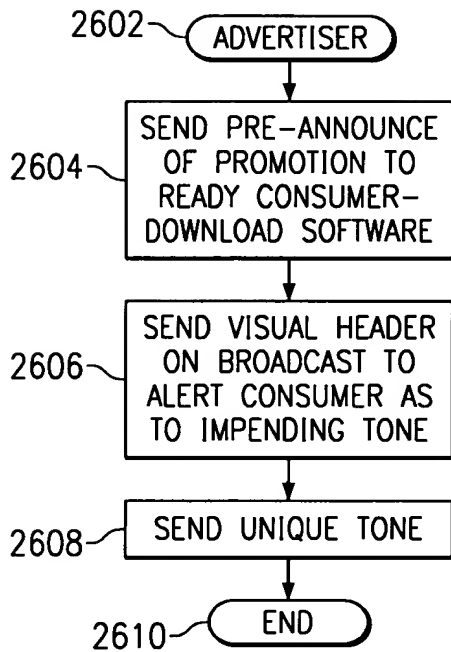 2602
ADVERTISER
2604
SEND PRE-ANNOUNCE
OF PROMOTION TO
READY CONSUMER-
DOWNLOAD SOFTWARE
2606
SEND VISUAL HEADER
ON BROADCAST TO
ALERT CONSUMER AS
TO IMPENDING TONE
2608
SEND UNIQUE TONE
2610
END